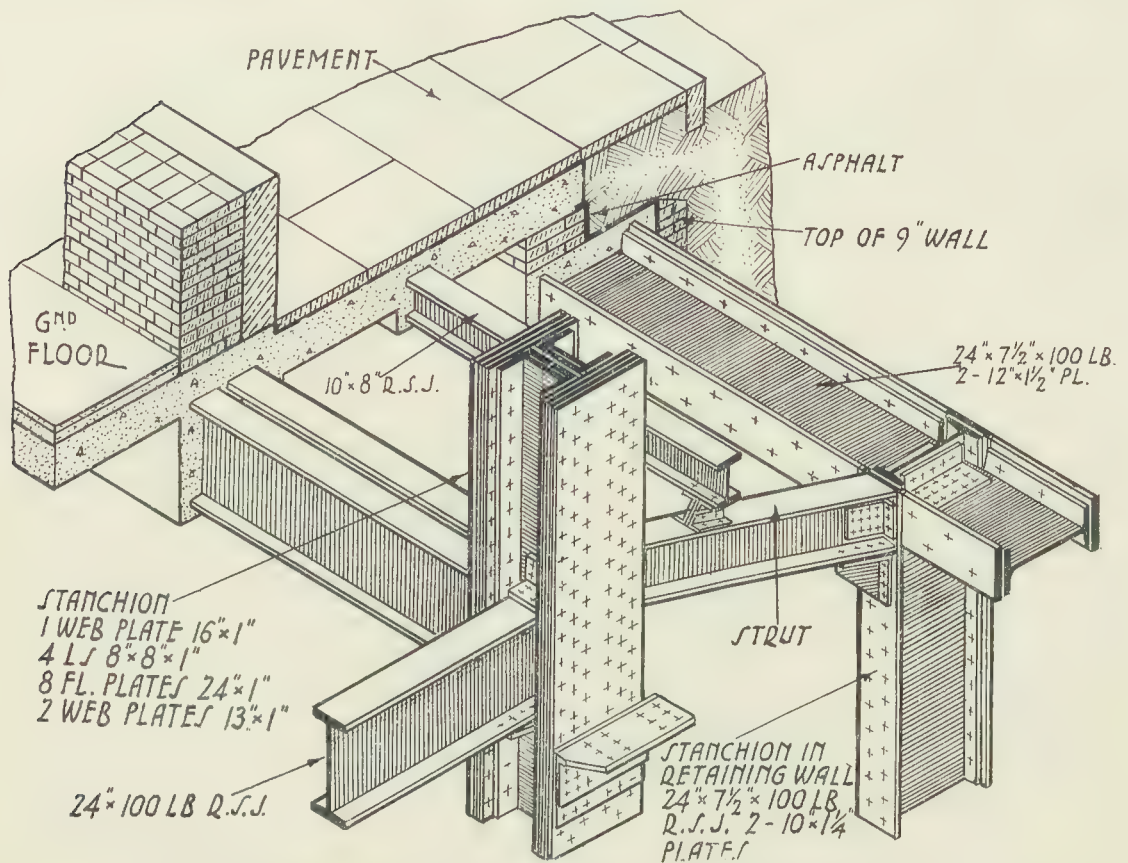 PAVEMENT
ASPHALT
TOP OF 9" WALL
GND
FLOOR
10"×8" R.S.J.
24"×7½"×100 LB.
2-12"×1½" PL.
STANCHION
1 WEB PLATE 16"×1"
4 LS 8"×8"×1"
8 FL. PLATES 24"×1"
2 WEB PLATES 13"×1"
STRUT
24"×100 LB R.S.J.
STANCHION IN
RETAINING WALL
24"×7½"×100 LB.
R.S.J. 2-10"×1¼"
PLATES